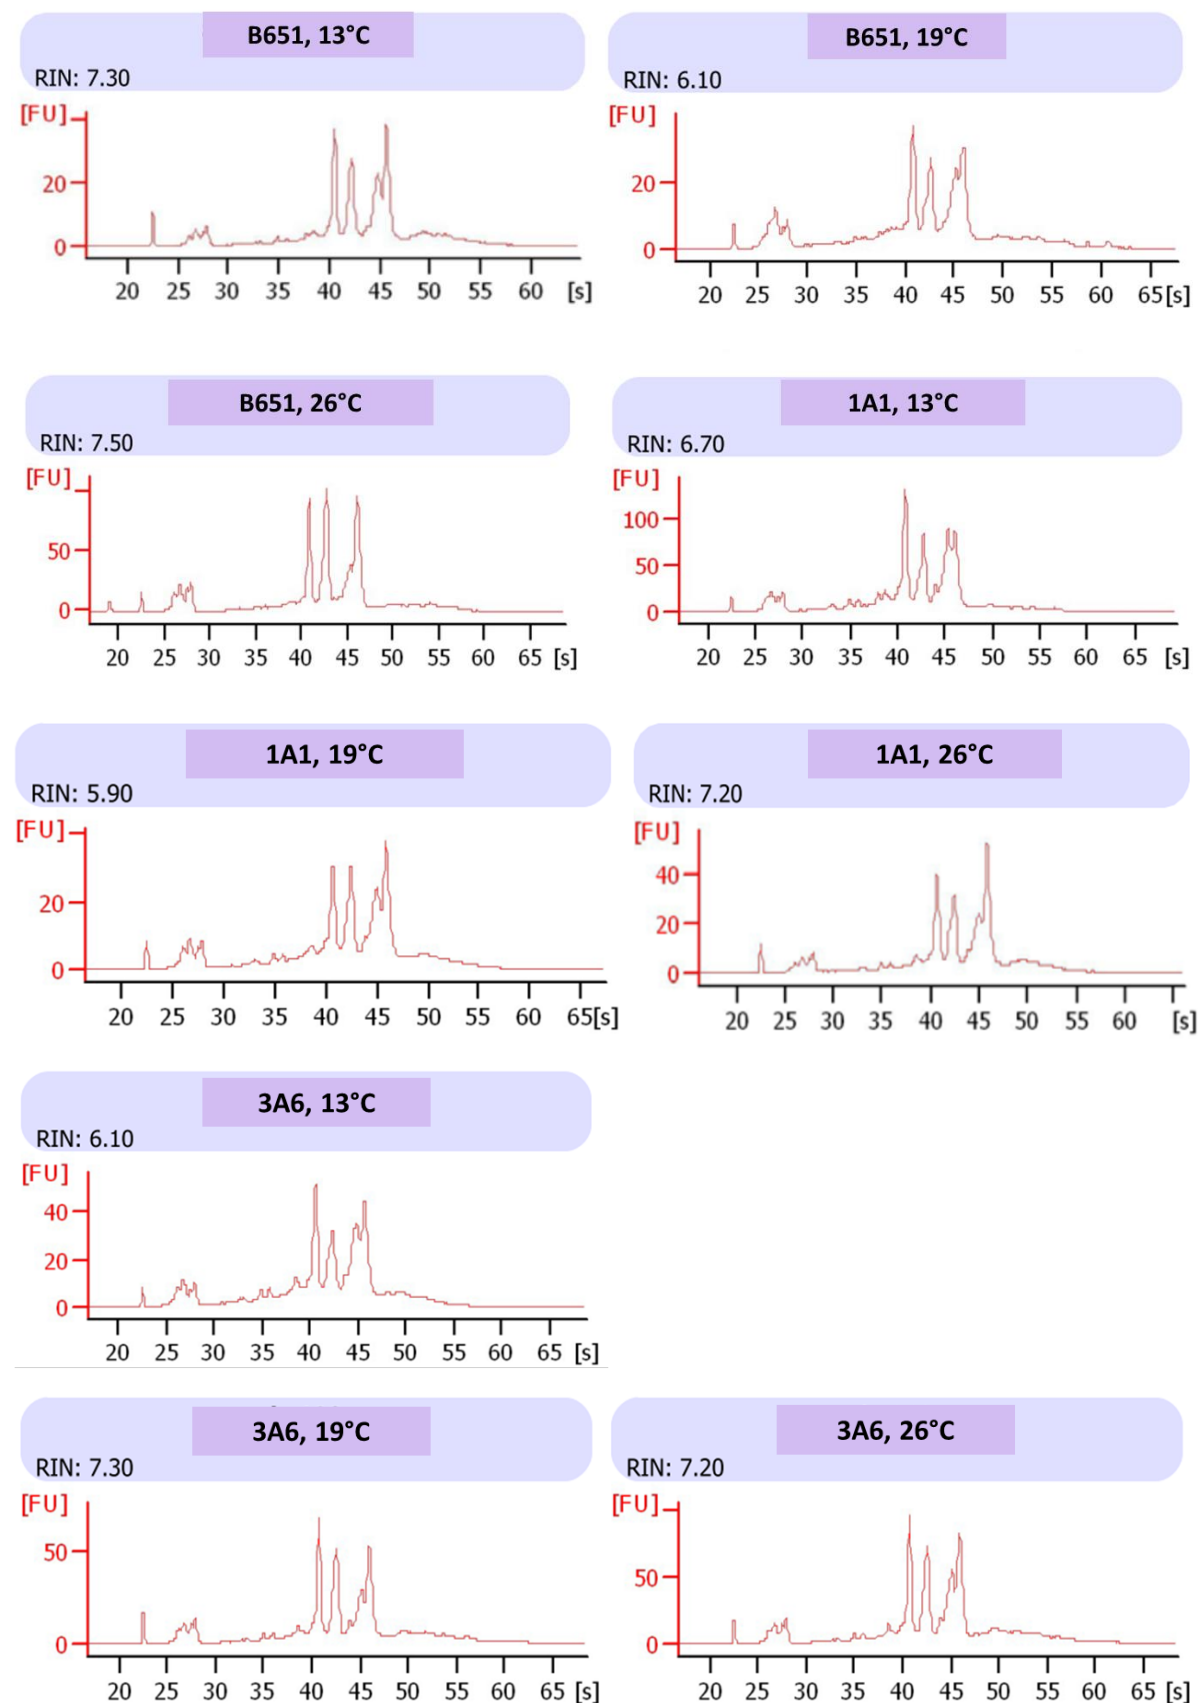 B651, 13°C
RIN: 7.30
[FU]
20
0
20 25 30 35 40 45 50 55 60 [s]
B651, 19°C
RIN: 6.10
[FU]
20
0
20 25 30 35 40 45 50 55 60 65[s]
B651, 26°C
RIN: 7.50
[FU]
50
0
20 25 30 35 40 45 50 55 60 65 [s]
1A1, 13°C
RIN: 6.70
[FU]
100
50
0
20 25 30 35 40 45 50 55 60 65 [s]
1A1, 19°C
RIN: 5.90
[FU]
20
0
20 25 30 35 40 45 50 55 60 65[s]
1A1, 26°C
RIN: 7.20
[FU]
40
20
0
20 25 30 35 40 45 50 55 60 [s]
3A6, 13°C
RIN: 6.10
[FU]
40
20
0
20 25 30 35 40 45 50 55 60 65 [s]
3A6, 19°C
RIN: 7.30
[FU]
50
0
20 25 30 35 40 45 50 55 60 65 [s]
3A6, 26°C
RIN: 7.20
[FU]
50
0
20 25 30 35 40 45 50 55 60 65 [s]